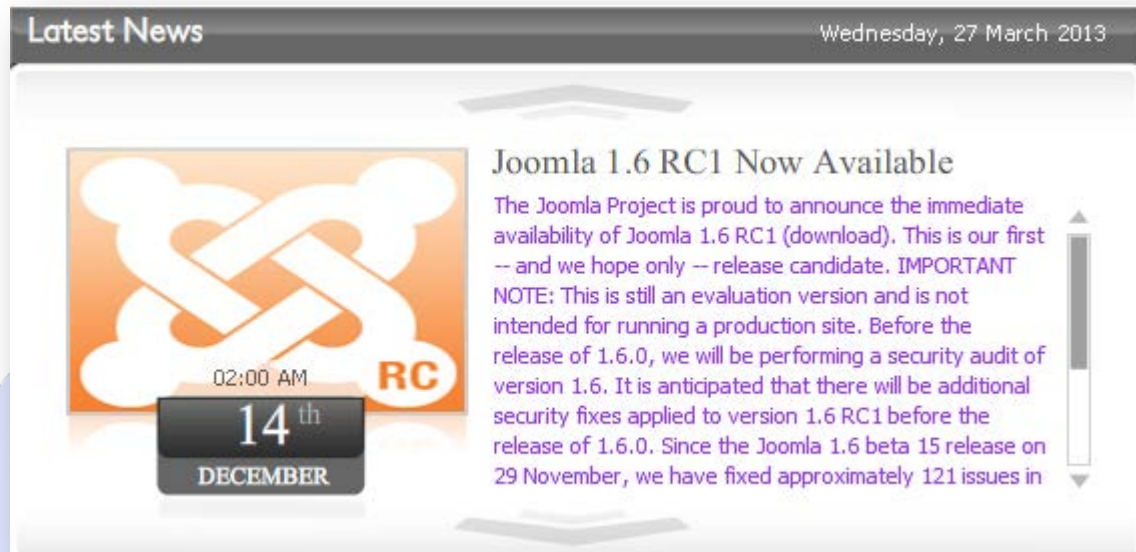 Latest News
Wednesday, 27 March 2013
Joomla 1.6 RC1 Now Available
The Joomla Project is proud to announce the immediate
availability of Joomla 1.6 RC1 (download). This is our first
-- and we hope only -- release candidate. IMPORTANT
NOTE: This is still an evaluation version and is not
intended for running a production site. Before the
release of 1.6.0, we will be performing a security audit of
version 1.6. It is anticipated that there will be additional
security fixes applied to version 1.6 RC1 before the
release of 1.6.0. Since the Joomla 1.6 beta 15 release on
29 November, we have fixed approximately 121 issues in
RC
02:00 AM
14 th
DECEMBER